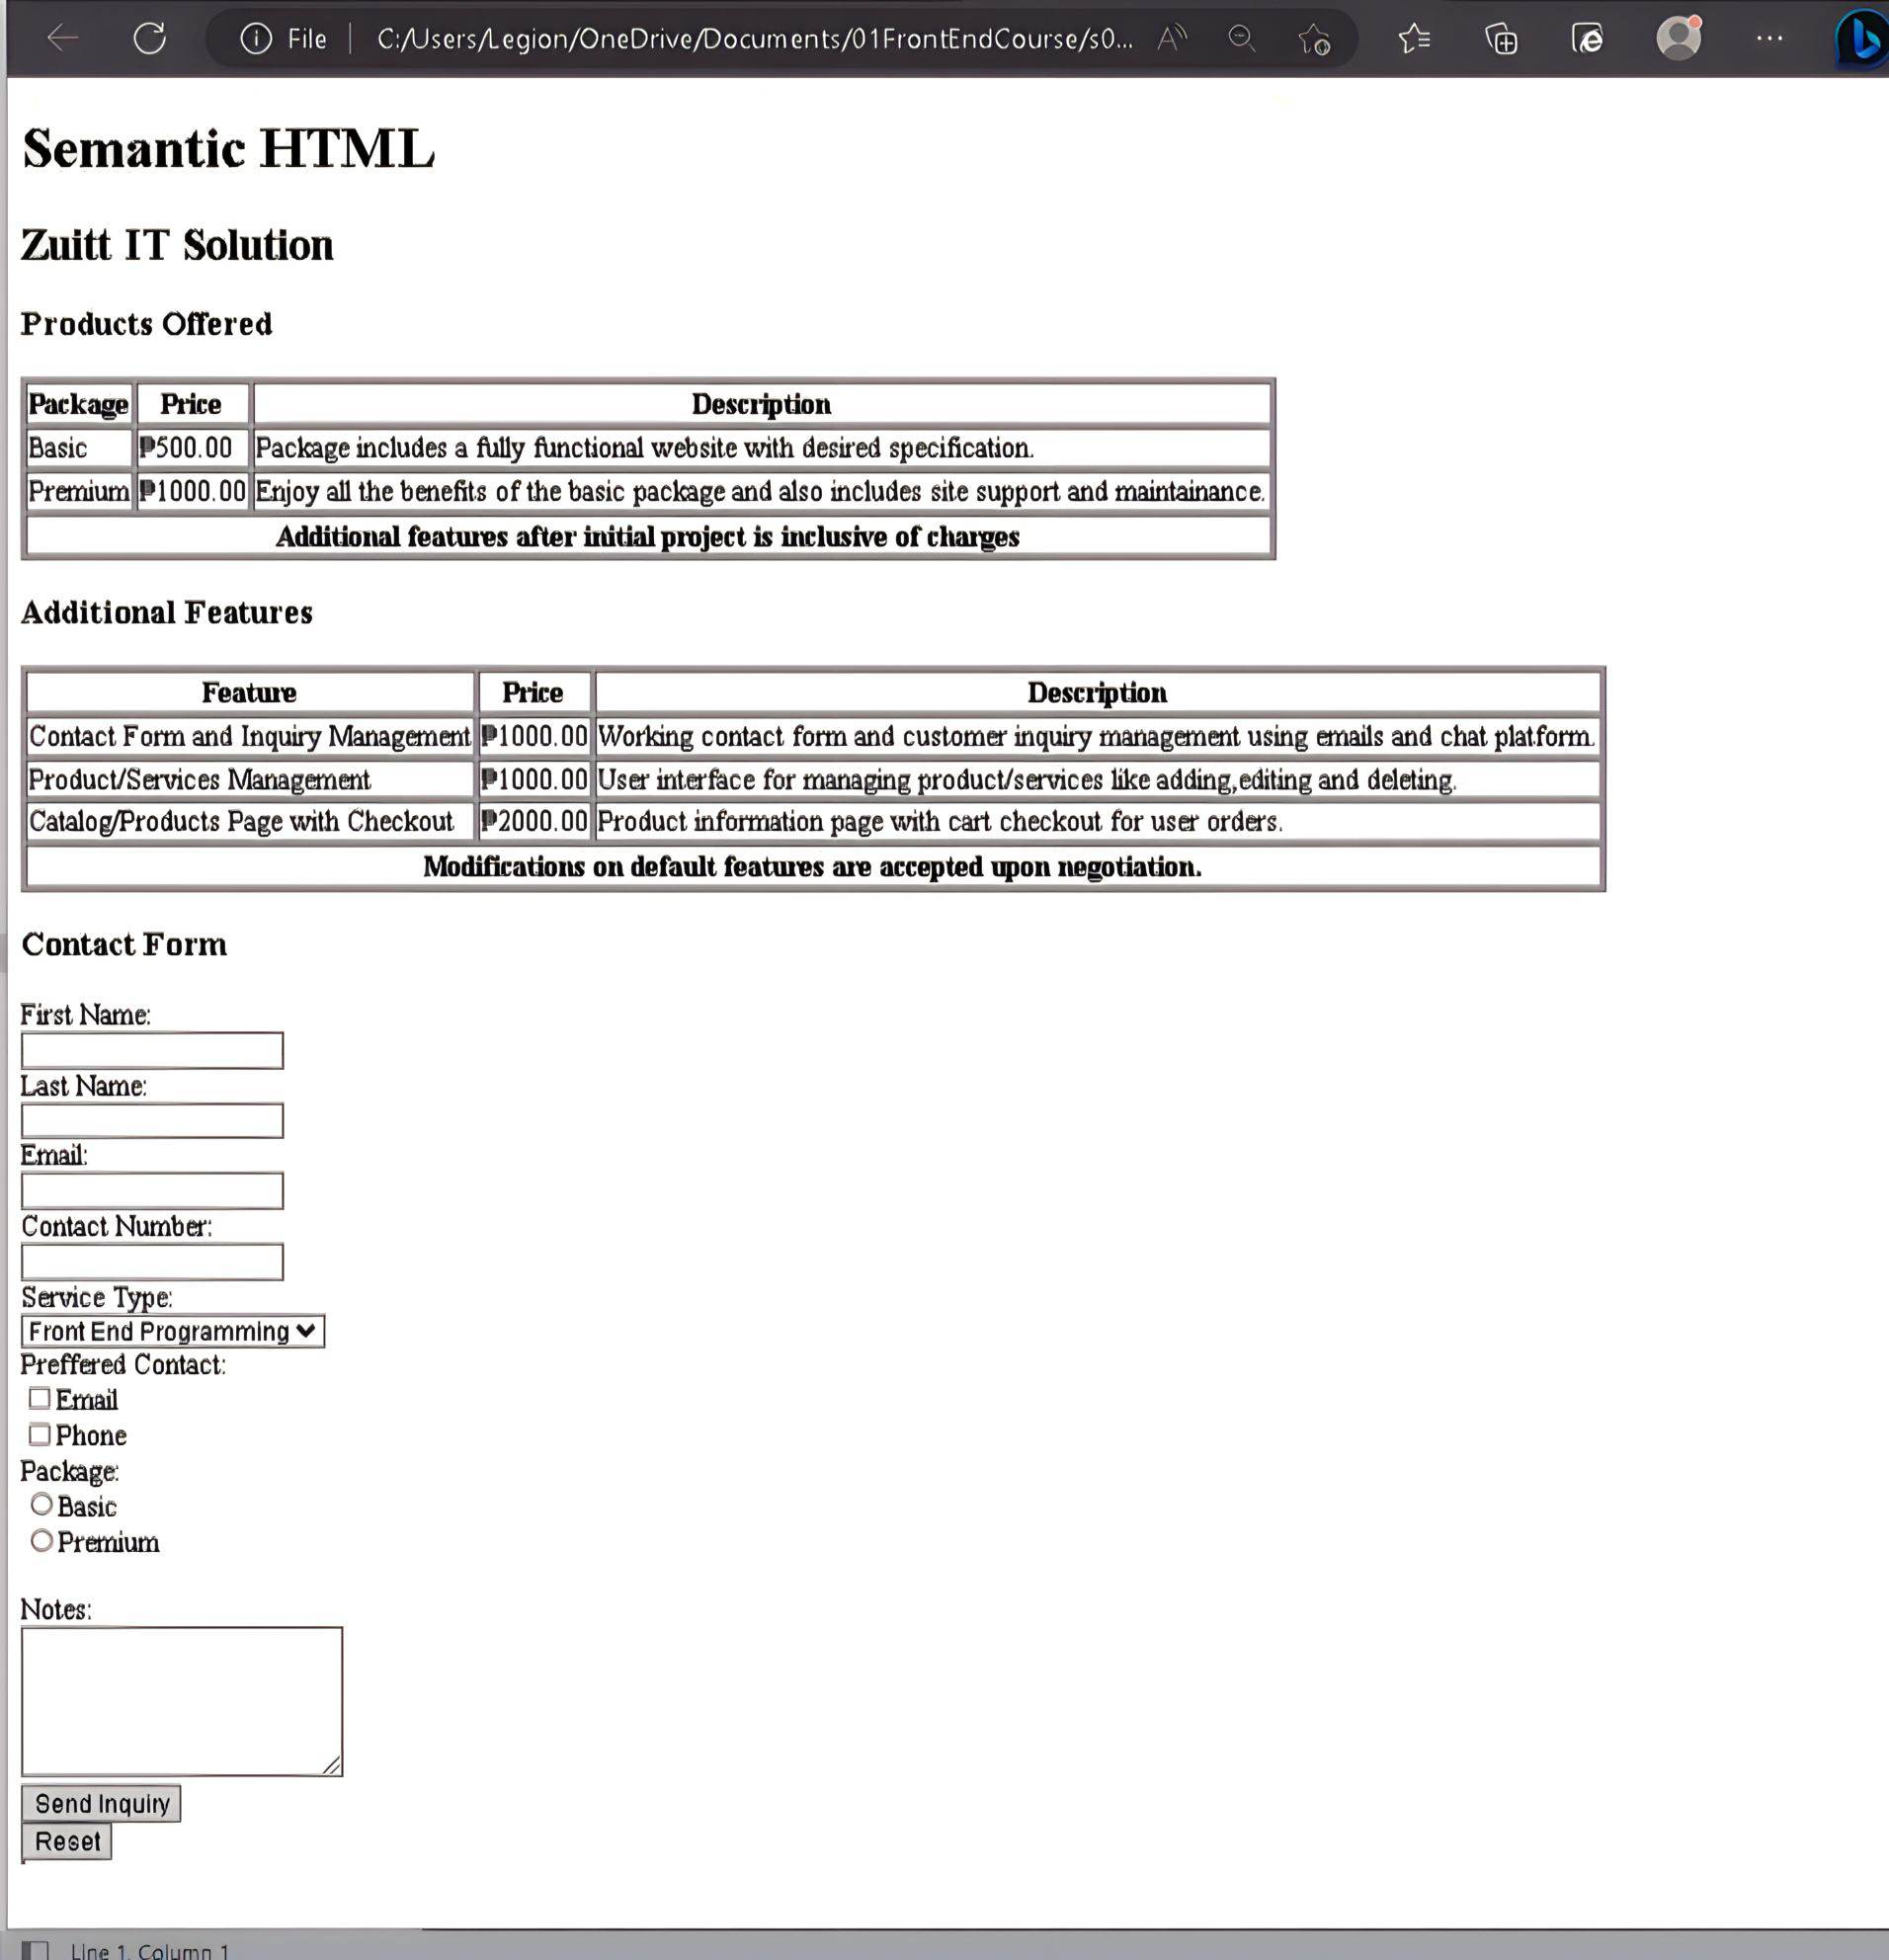 File | C:/Users/Legion/OneDrive/Documents/01FrontEndCourse/s0...
Semantic HTML
Zuitt IT Solution
Products Offered
Package Price Description
Basic ₱500.00 Package includes a fully functional website with desired specification.
Premium ₱1000.00 Enjoy all the benefits of the basic package and also includes site support and maintainance.
Additional features after initial project is inclusive of charges
Additional Features
Feature Price Description
Contact Form and Inquiry Management ₱1000.00 Working contact form and customer inquiry management using emails and chat platform.
Product/Services Management ₱1000.00 User interface for managing product/services like adding,editing and deleting.
Catalog/Products Page with Checkout ₱2000.00 Product information page with cart checkout for user orders.
Modifications on default features are accepted upon negotiation.
Contact Form
First Name:
Last Name:
Email:
Contact Number:
Service Type:
Front End Programming
Preffered Contact:
Email
Phone
Package:
Basic
Premium
Notes:
Send Inquiry
Reset
Line 1, Column 1